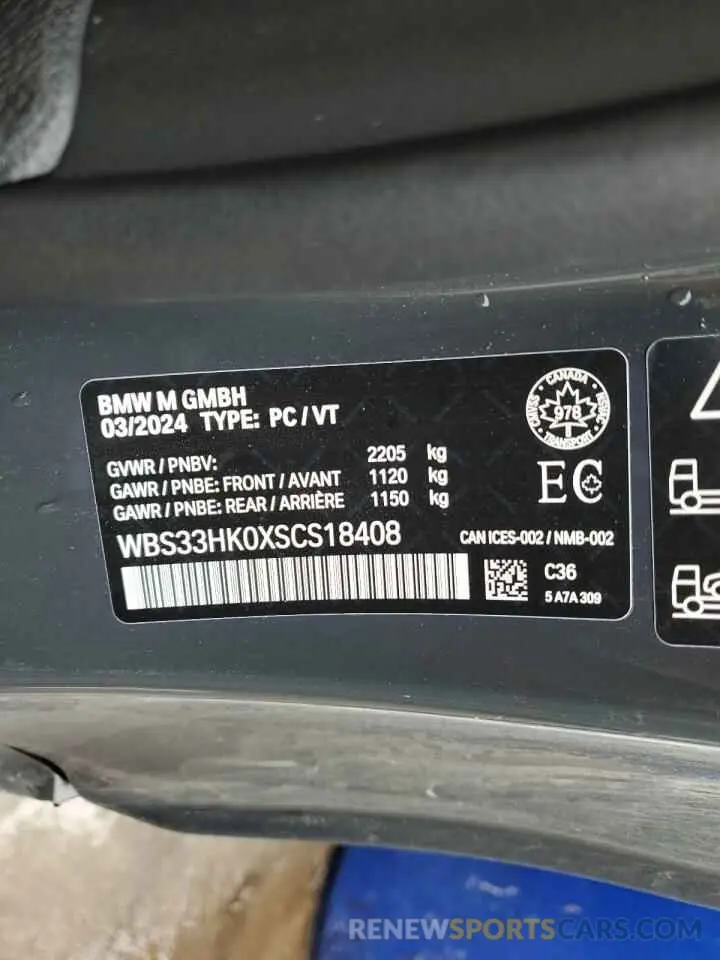 BMW M GMBH
03/2024 TYPE: PC / VT
GVWR / PNBV: 2205 kg
GAWR / PNBE: FRONT / AVANT 1120 kg
GAWR / PNBE: REAR / ARRIÈRE 1150 kg
WBS33HK0XSCS18408
CANADA
978
TRANSPORT
EC
CAN ICES-002 / NMB-002
C36
5 A7A 309
RENEWSPORTSCARS.COM